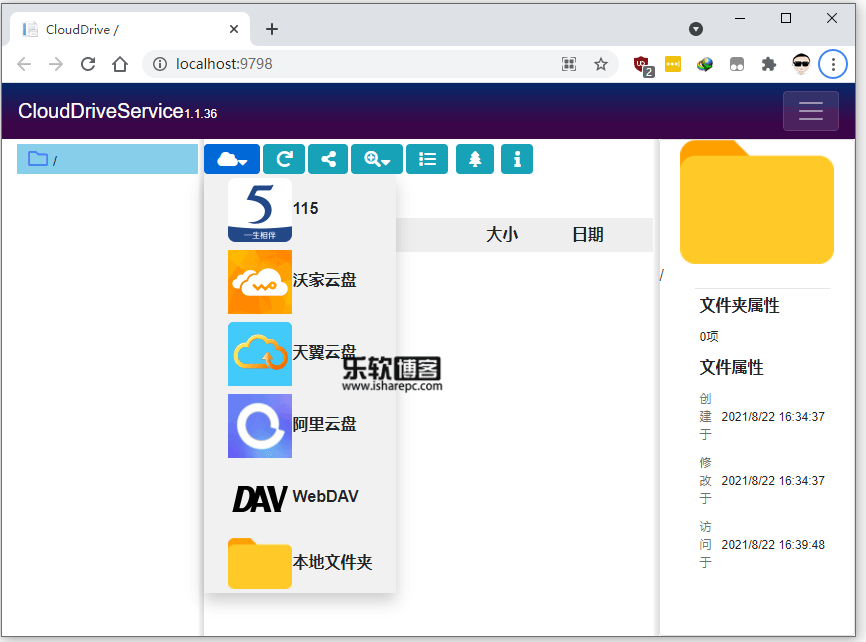 CloudDrive /
localhost:9798
2
CloudDriveService1.1.36
/
5
一生相伴
115
沃家云盘
天翼云盘
阿里云盘
DAV
WebDAV
本地文件夹
大小
日期
乐软博客
www.isharepc.com
/
文件夹属性
0项
文件属性
创建于
2021/8/22 16:34:37
修改于
2021/8/22 16:34:37
访问于
2021/8/22 16:39:48